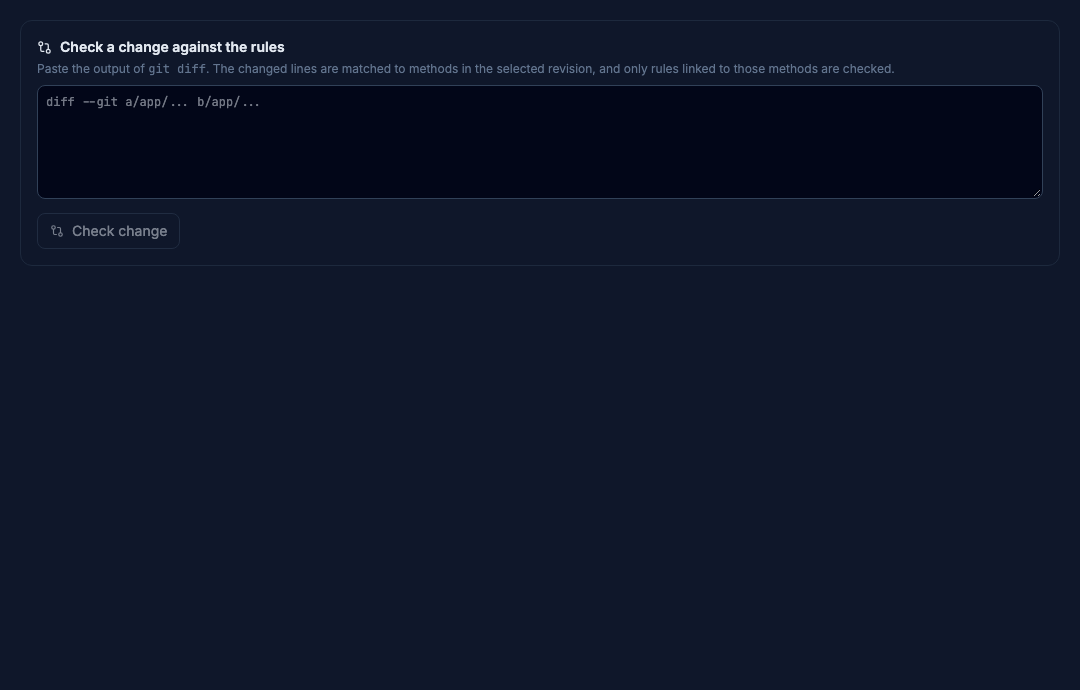 Check a change against the rules
Paste the output of git diff. The changed lines are matched to methods in the selected revision, and only rules linked to those methods are checked.
diff --git a/app/... b/app/...
Check change